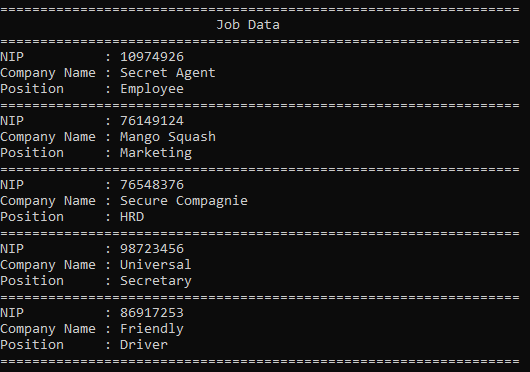 =================================================================
Job Data
=================================================================
NIP : 10974926
Company Name : Secret Agent
Position : Employee
=================================================================
NIP : 76149124
Company Name : Mango Squash
Position : Marketing
=================================================================
NIP : 76548376
Company Name : Secure Compagnie
Position : HRD
=================================================================
NIP : 98723456
Company Name : Universal
Position : Secretary
=================================================================
NIP : 86917253
Company Name : Friendly
Position : Driver
=================================================================